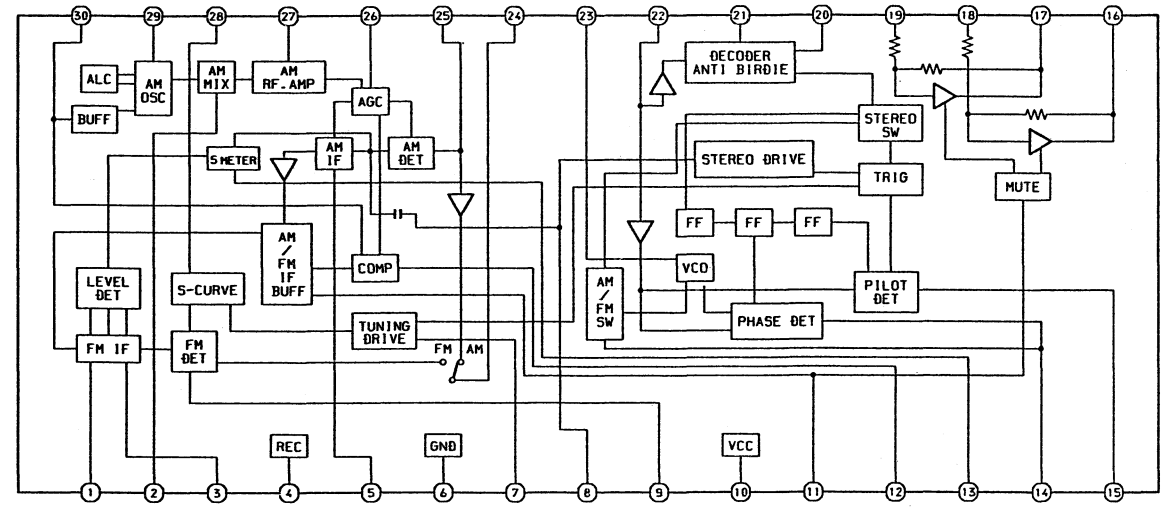 30 29 28 27 26 25 24 23 22 21 20 19 18 17 16
ALC
AM
OSC
AM
MIX
AM
RF.AMP
BUFF
AGC
S METER
AM
IF
AM
DET
DECODER
ANTI BIRDIE
STEREO
SW
STEREO DRIVE
TRIG
MUTE
FF
FF
FF
AM
/
FM
IF
BUFF
COMP
LEVEL
DET
S-CURVE
TUNING
DRIVE
FM IF
FM
DET
FM AM
AM
/
FM
SW
VCO
PHASE DET
PILOT
DET
REC
GND
VCC
1 2 3 4 5 6 7 8 9 10 11 12 13 14 15